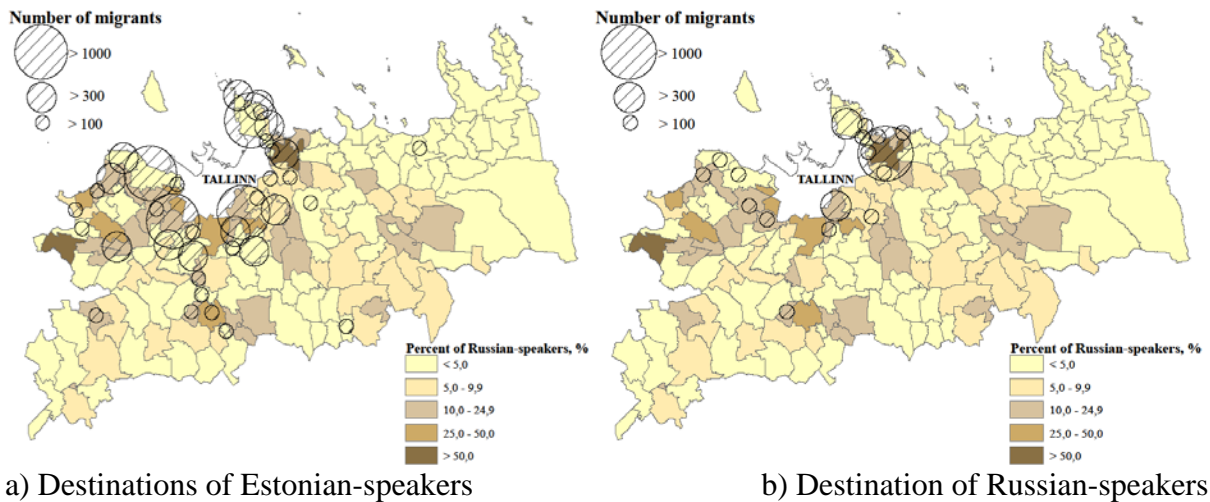 Number of migrants
> 1000
> 300
> 100
TALLINN
Percent of Russian-speakers, %
< 5,0
5,0 - 9,9
10,0 - 24,9
25,0 - 50,0
> 50,0
a) Destinations of Estonian-speakers
Number of migrants
> 1000
> 300
> 100
TALLINN
Percent of Russian-speakers, %
< 5,0
5,0 - 9,9
10,0 - 24,9
25,0 - 50,0
> 50,0
b) Destination of Russian-speakers